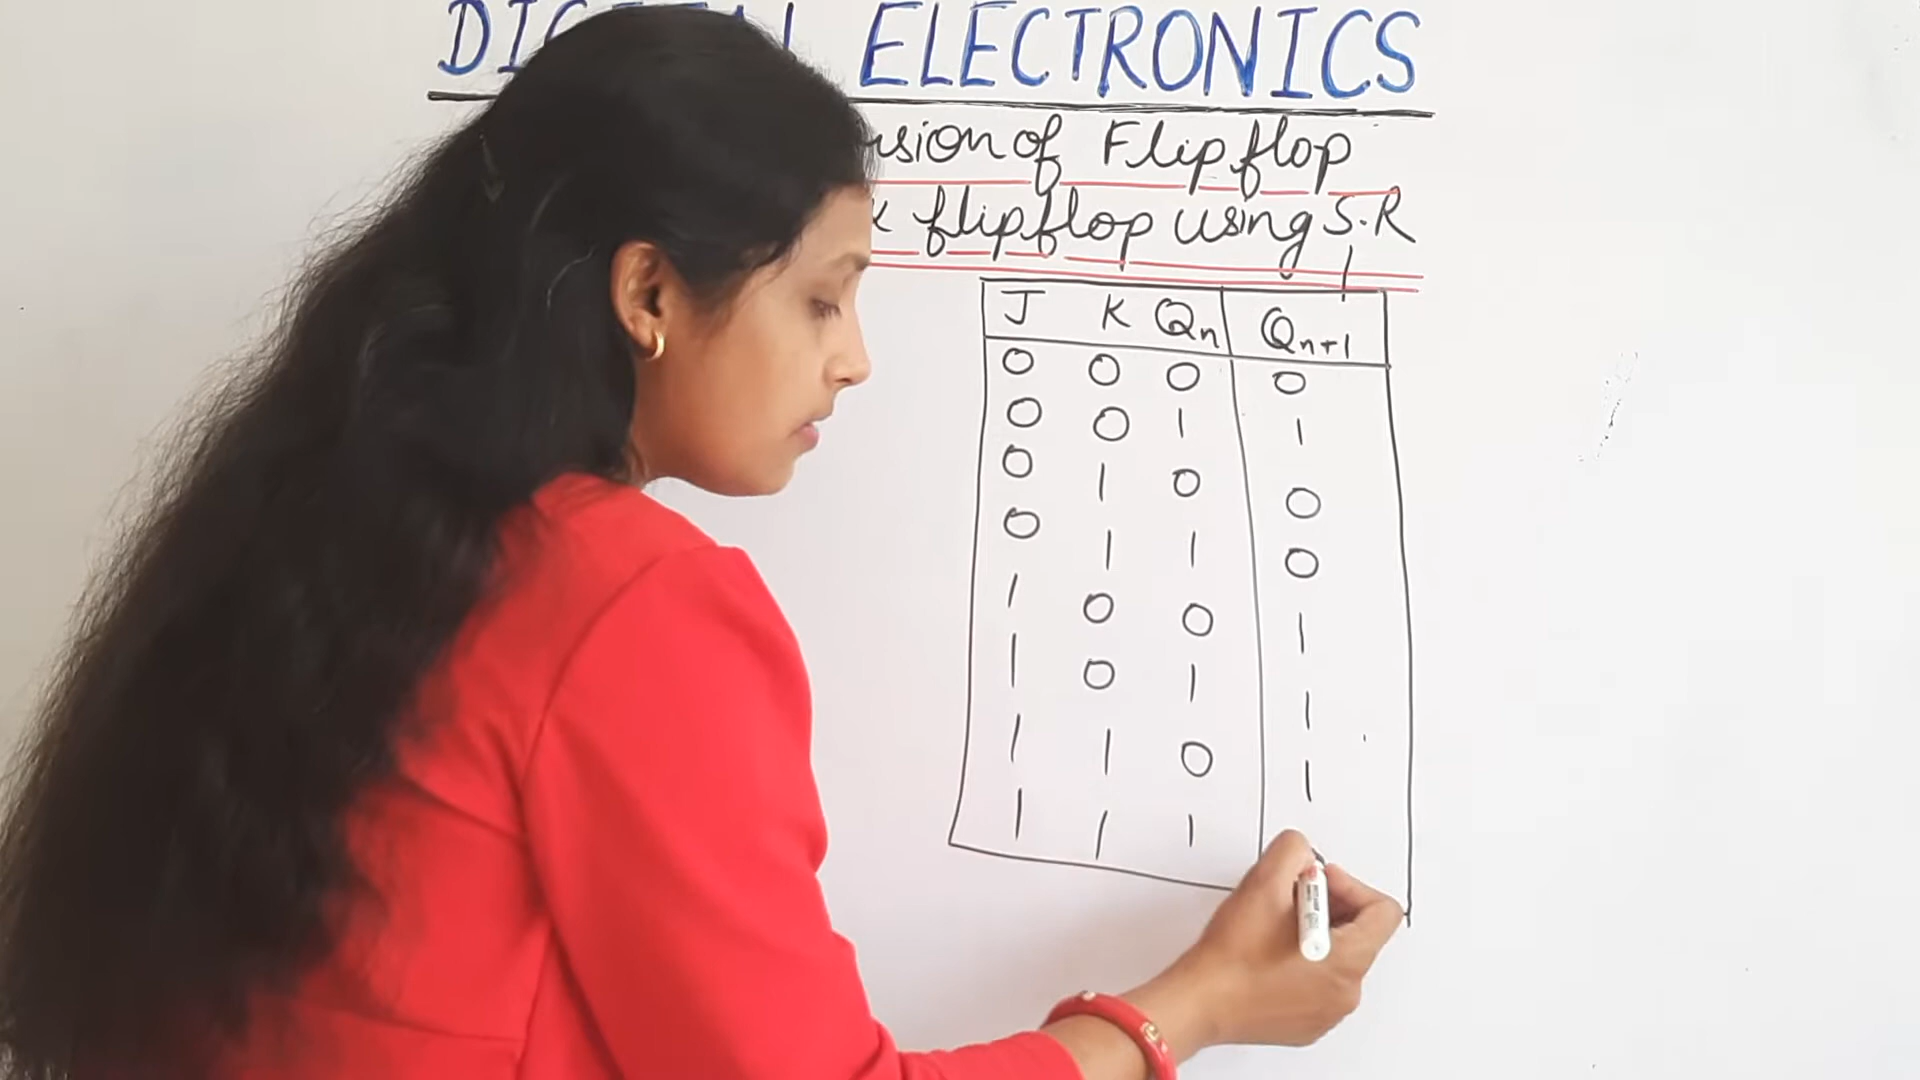 ELECTRONICS
of Flipflop
flipflop using S-R
J K Qn Qn+1
0 0 0 0
0 0 1 1
0 1 0 0
0 1 1 0
1 0 0 1
1 0 1 1
1 1 0 1
1 1 1